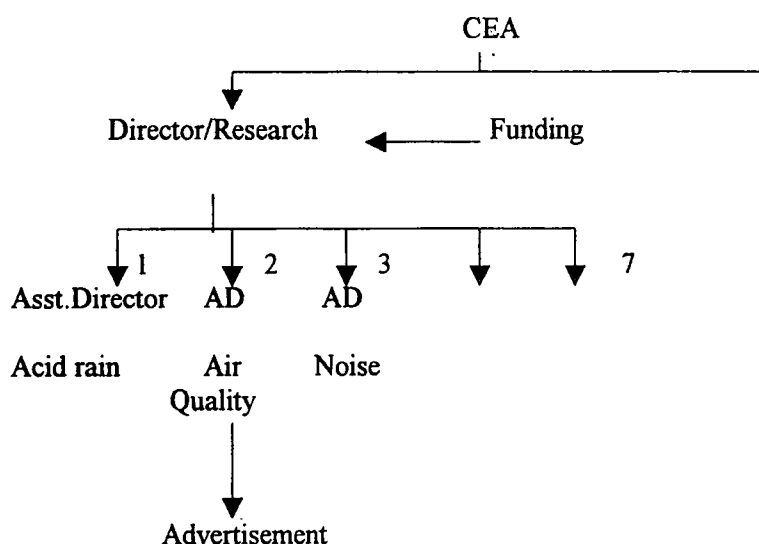 CEA
Director/Research Funding
1 2 3 7
Asst.Director AD AD
Acid rain Air Noise
Quality
Advertisement